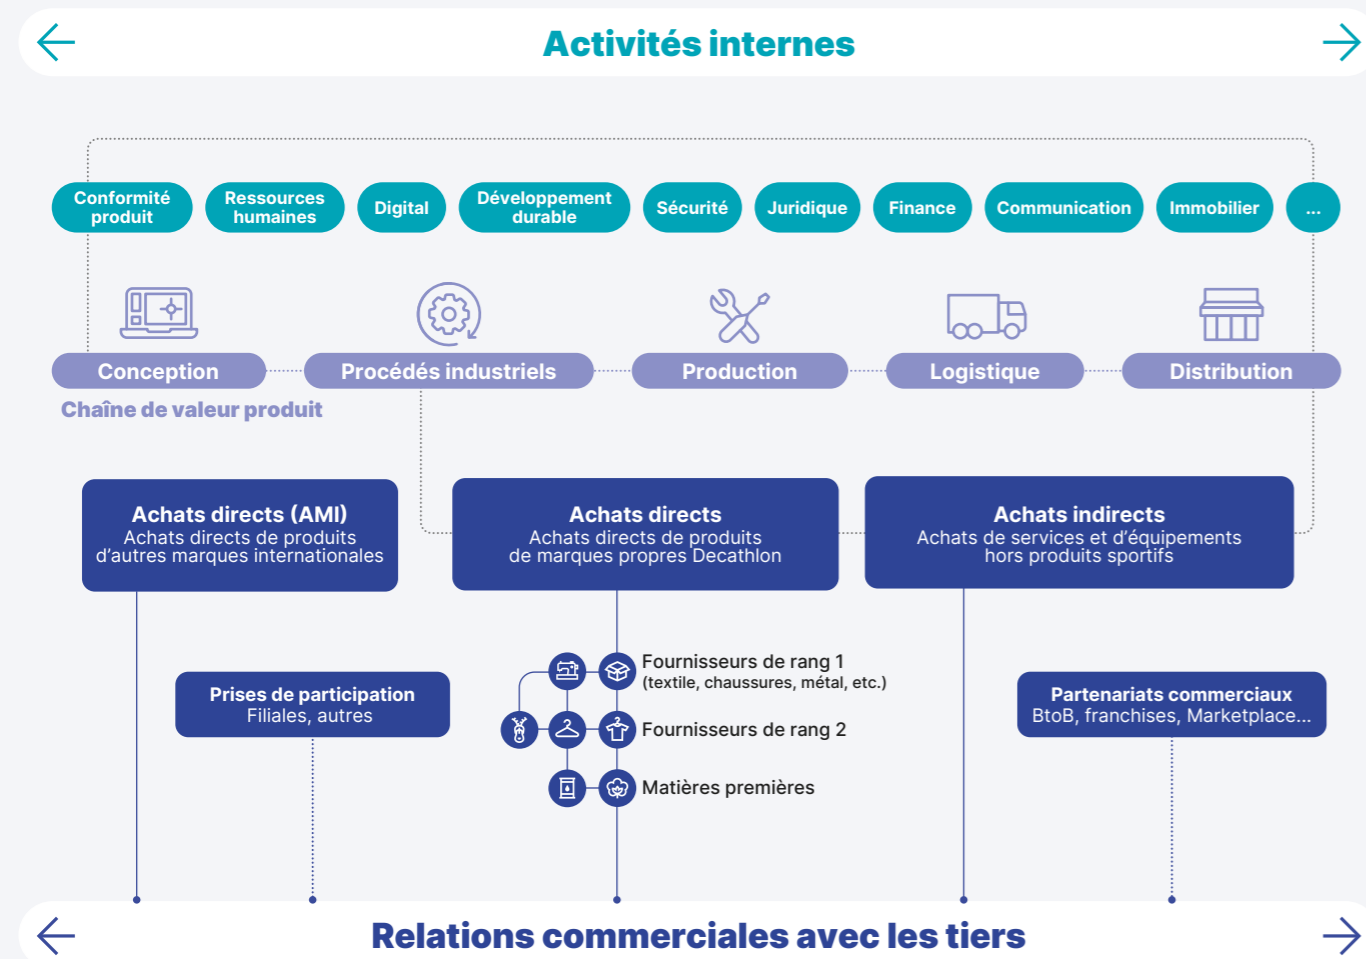 Activités internes
Conformité
produit
Ressources
humaines
Digital
Développement
durable
Sécurité
Juridique
Finance
Communication
Immobilier
...
Conception
Procédés industriels
Production
Logistique
Distribution
Chaîne de valeur produit
Achats directs (AMI)
Achats directs de produits
d'autres marques internationales
Achats directs
Achats directs de produits
de marques propres Decathlon
Achats indirects
Achats de services et d'équipements
hors produits sportifs
Prises de participation
Filiales, autres
Fournisseurs de rang 1
(textile, chaussures, métal, etc.)
Fournisseurs de rang 2
Matières premières
Partenariats commerciaux
BtoB, franchises, Marketplace...
Relations commerciales avec les tiers